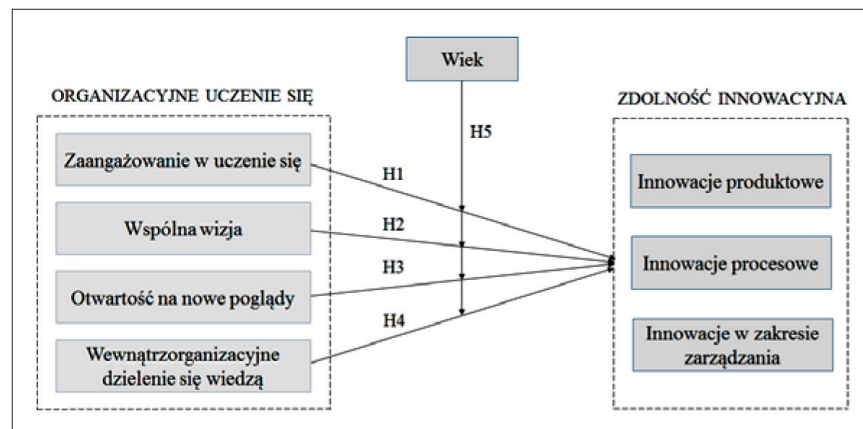 Wiek
ORGANIZACYJNE UCZENIE SIĘ
ZDOLNOŚĆ INNOWACYJNA
H5
Zaangażowanie w uczenie się
H1
Innowacje produktowe
Wspólna wizja
H2
H3
Innowacje procesowe
Otwartość na nowe poglądy
H4
Innowacje w zakresie
zarządzania
Wewnątrzorganizacyjne
dzielenie się wiedzą